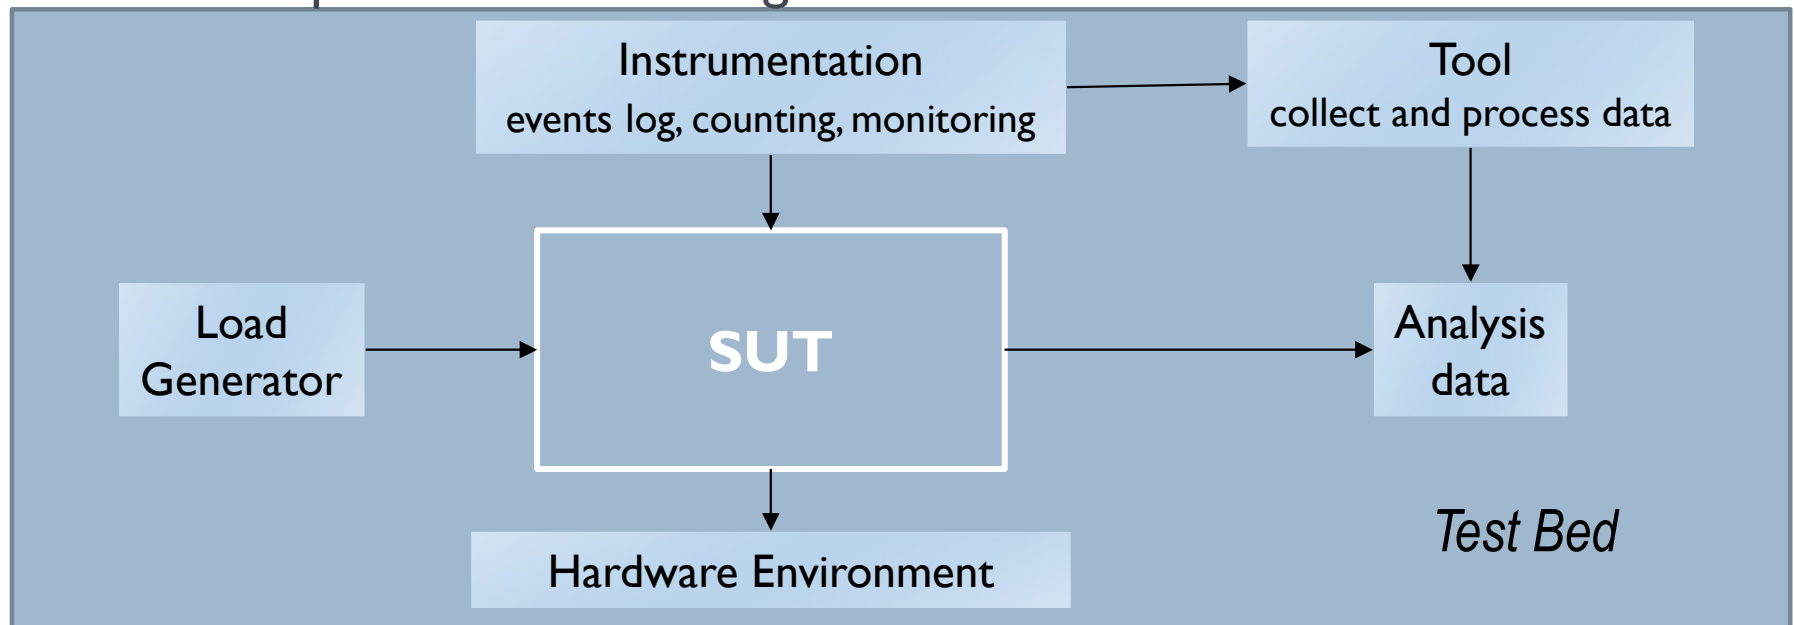 Instrumentation
events log, counting, monitoring
Tool
collect and process data
Load
Generator
SUT
Analysis
data
Test Bed
Hardware Environment